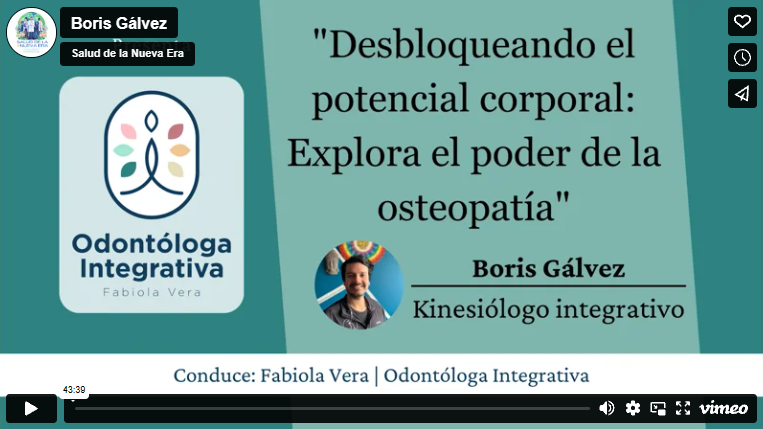 Boris Gálvez
Salud de la Nueva Era
"Desbloqueando el
potencial corporal:
Explora el poder de la
osteopatía"
Odontóloga
Integrativa
Fabiola Vera
Boris Gálvez
Kinesiólogo integrativo
Conduce: Fabiola Vera | Odontóloga Integrativa
43:39
vimeo